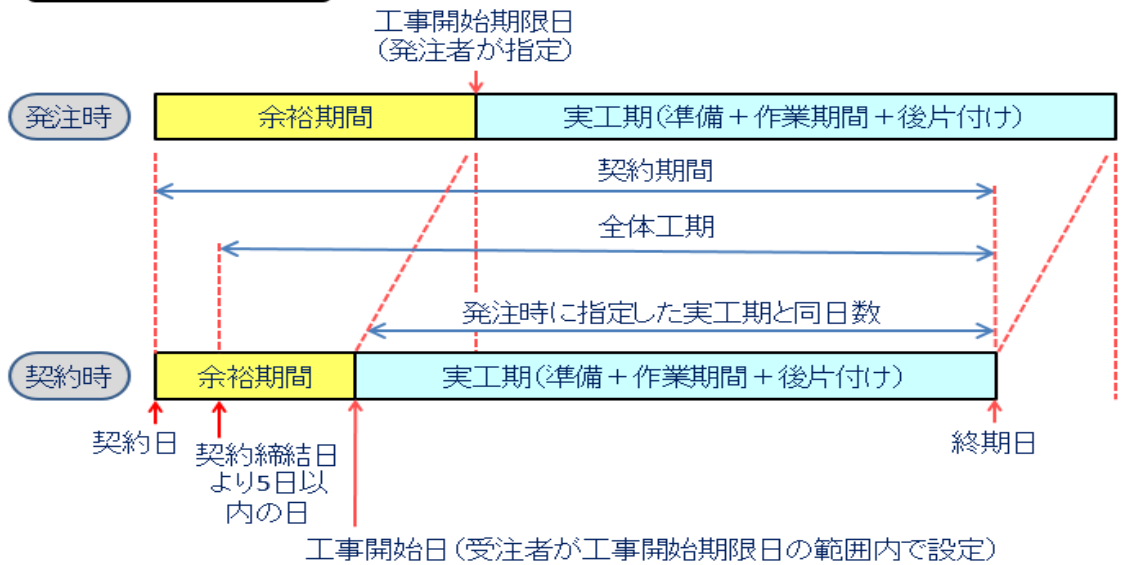 工事開始期限日
(発注者が指定)
発注時
余裕期間
実工期(準備+作業期間+後片付け)
契約期間
全体工期
発注時に指定した実工期と同日数
契約時
余裕期間
実工期(準備+作業期間+後片付け)
契約日
契約締結日
より5日以
内の日
終期日
工事開始日(受注者が工事開始期限日の範囲内で設定)